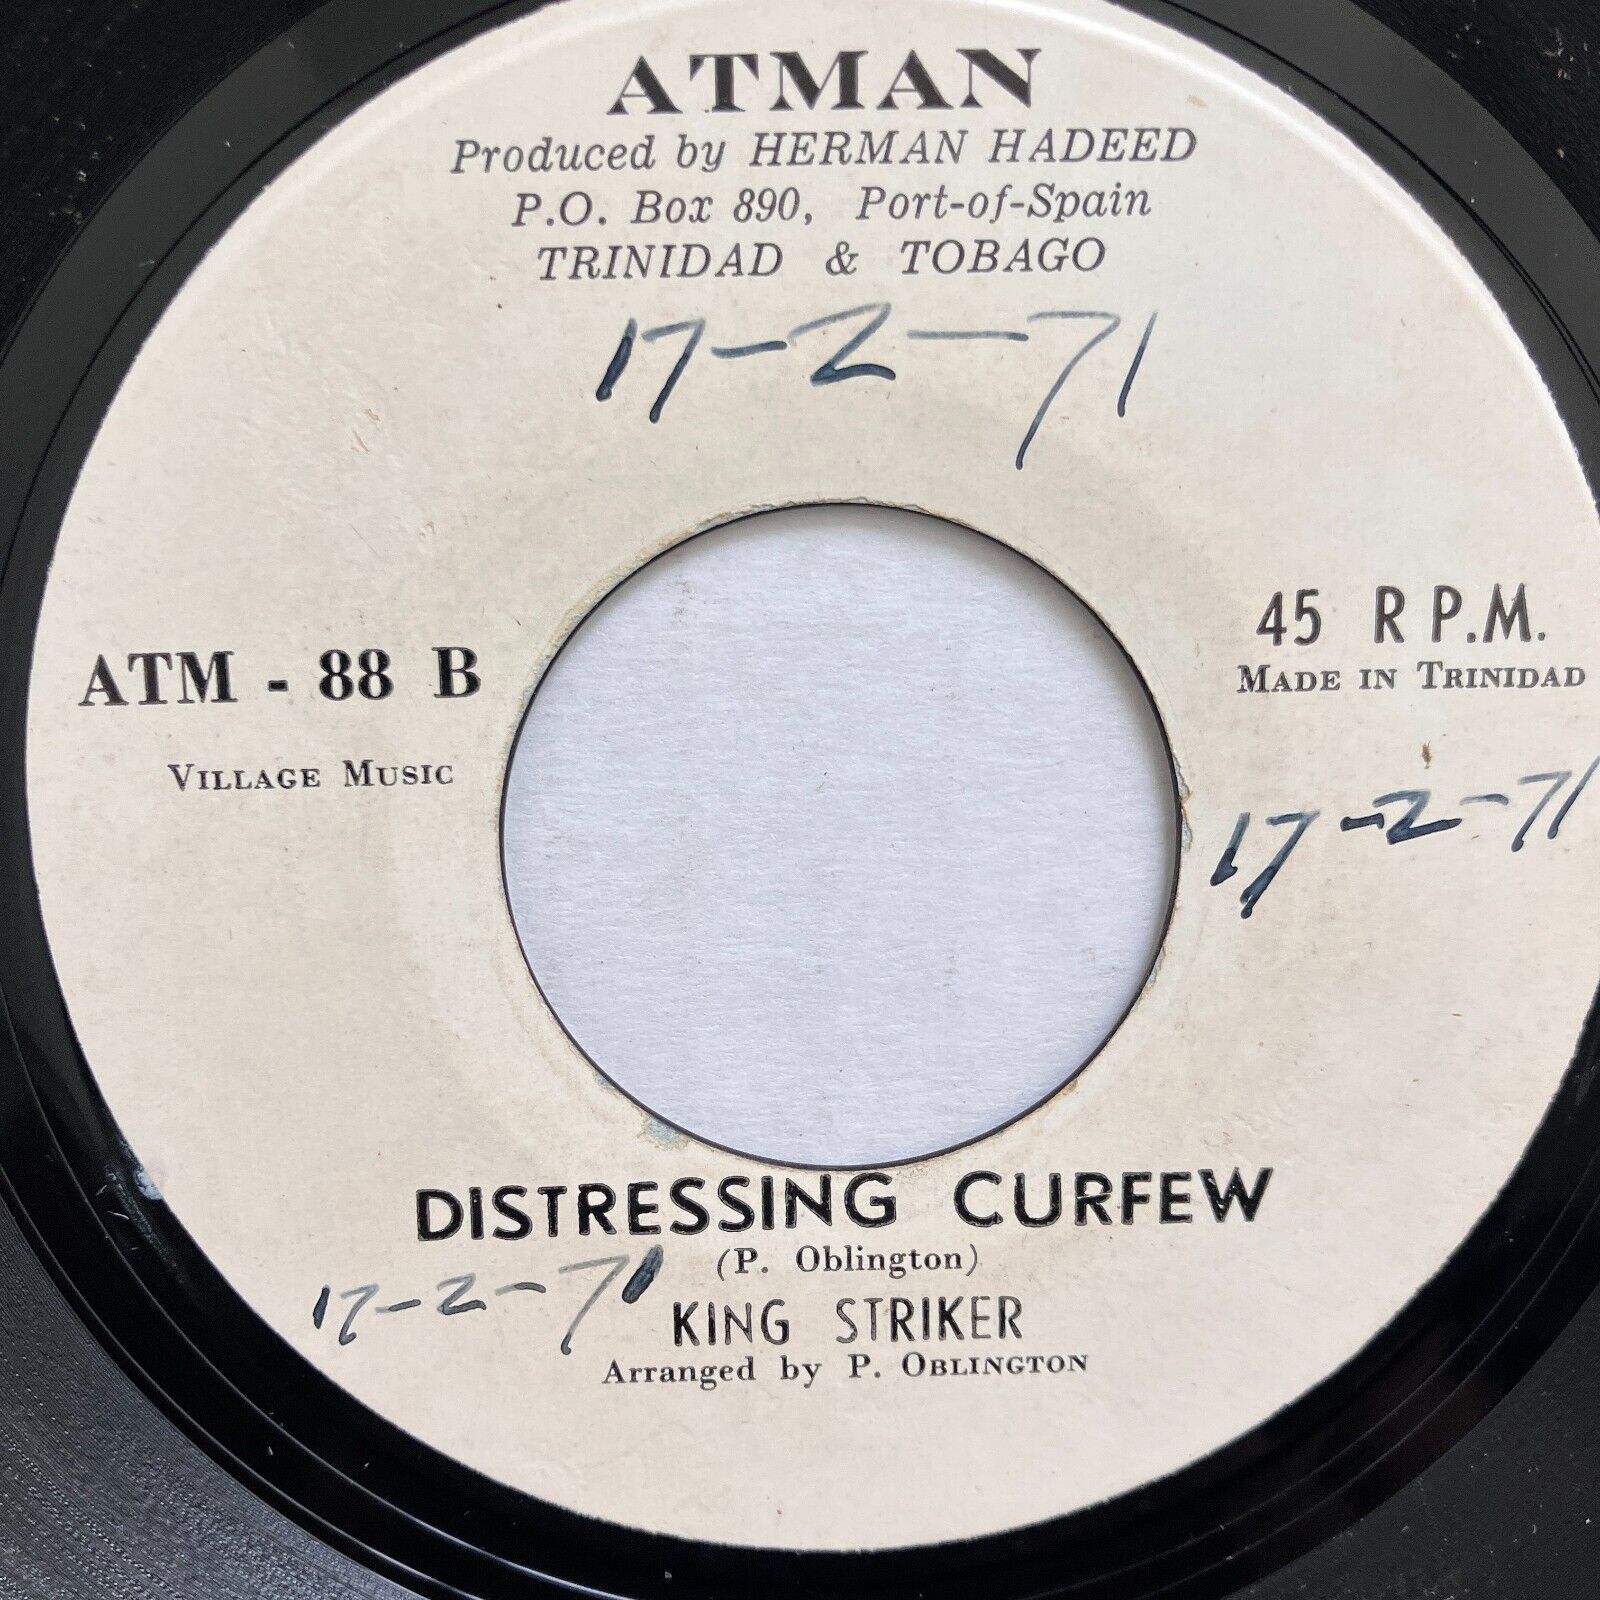 ATMAN
Produced by HERMAN HADEED
P.O. Box 890, Port-of-Spain
TRINIDAD & TOBAGO
17-2-71
45 R P.M.
MADE IN TRINIDAD
ATM - 88 B
VILLAGE MUSIC
17-2-71
DISTRESSING CURFEW
(P. Oblington)
17-2-71
KING STRIKER
Arranged by P. OBLINGTON